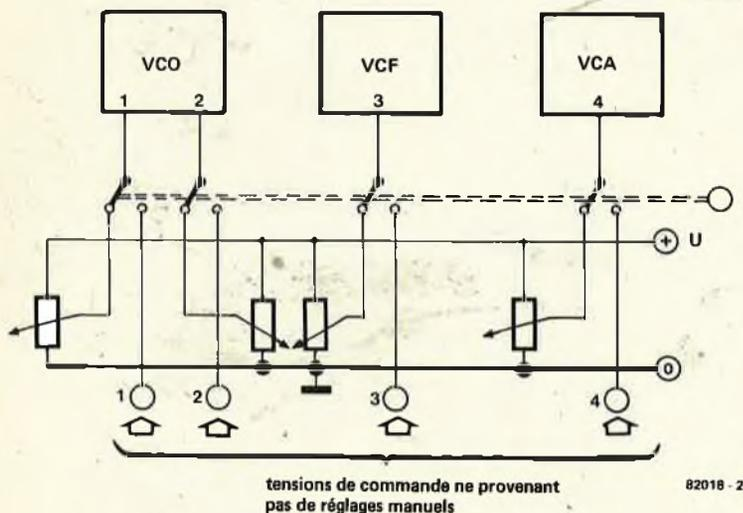 VCO
VCF
VCA
1
2
3
4
+ U
0
1
2
3
4
tensions de commande ne provenant
pas de réglages manuels
82018 - 2